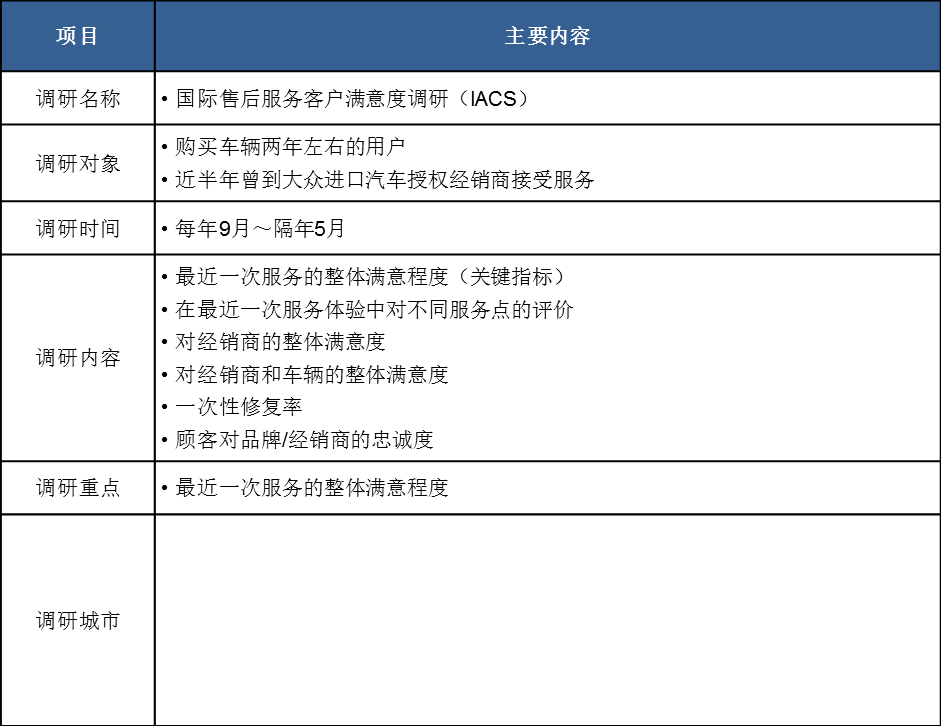 项目
主要内容
调研名称
• 国际售后服务客户满意度调研（IACS）
调研对象
• 购买车辆两年左右的用户
• 近半年曾到大众进口汽车授权经销商接受服务
调研时间
• 每年9月～隔年5月
调研内容
• 最近一次服务的整体满意程度（关键指标）
• 在最近一次服务体验中对不同服务点的评价
• 对经销商的整体满意度
• 对经销商和车辆的整体满意度
• 一次性修复率
• 顾客对品牌/经销商的忠诚度
调研重点
• 最近一次服务的整体满意程度
调研城市